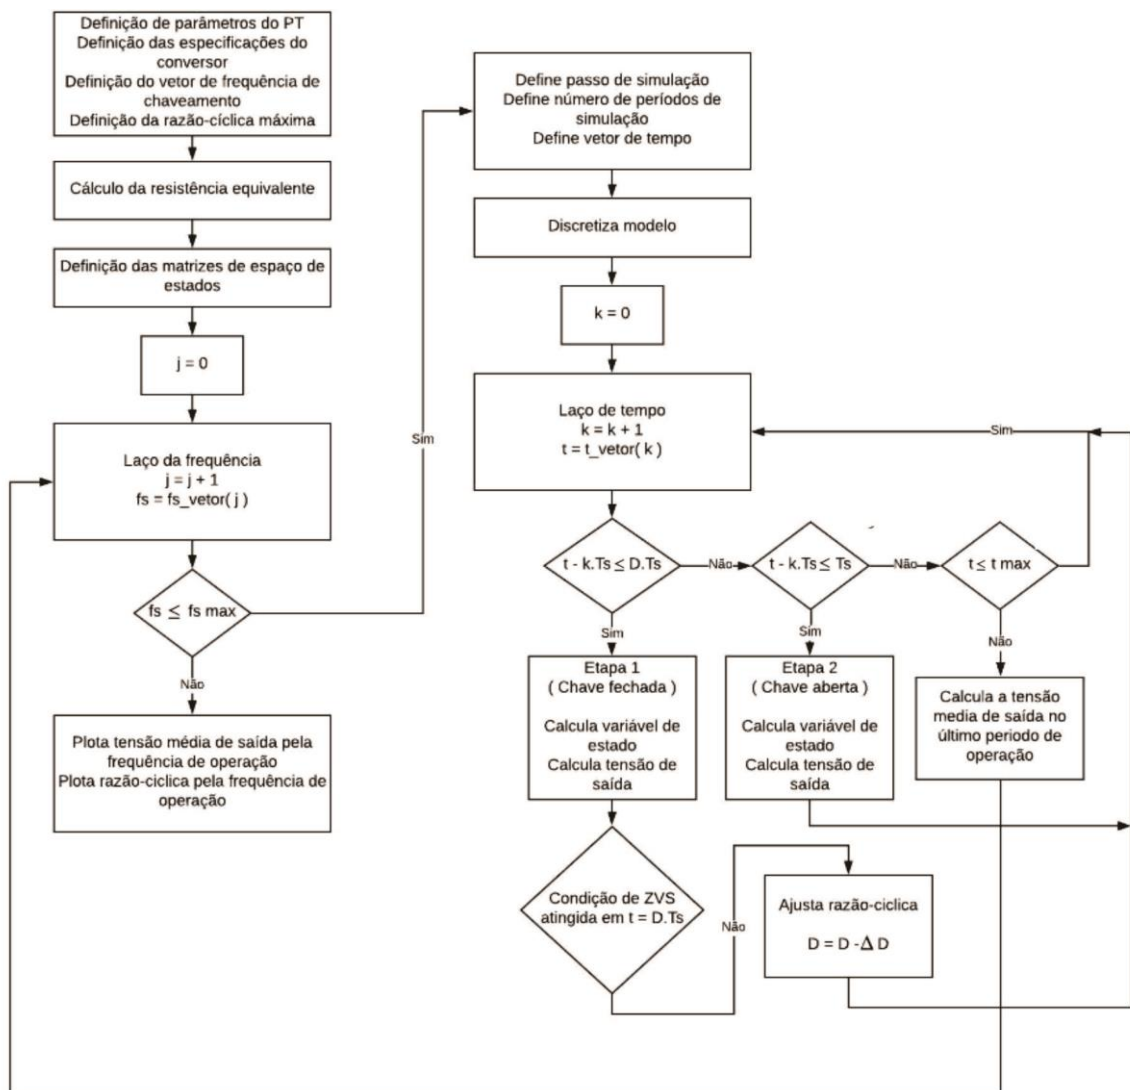 Definição de parâmetros do PT
Definição das especificações do
conversor
Definição do vetor de frequência de
chaveamento
Definição da razão-cíclica máxima
Cálculo da resistência equivalente
Definição das matrizes de espaço de
estados
j = 0
Laço da frequência
j = j + 1
fs = fs_vetor( j )
fs ≤ fs max
Sim
Não
Plota tensão média de saída pela
frequência de operação
Plota razão-ciclica pela frequência de
operação
Define passo de simulação
Define número de períodos de
simulação
Define vetor de tempo
Discretiza modelo
k = 0
Laço de tempo
k = k + 1
t = t_vetor( k )
Sim
t - k.Ts ≤ D.Ts
Não
t - k.Ts ≤ Ts
Não
t ≤ t max
Sim
Sim
Não
Etapa 1
( Chave fechada )
Calcula variável de
estado
Calcula tensão de
saída
Etapa 2
( Chave aberta )
Calcula variável de
estado
Calcula tensão de
saída
Calcula a tensão
media de saída no
último periodo de
operação
Condição de ZVS
atingida em t = D.Ts
Não
Ajusta razão-ciclica
D = D -Δ D